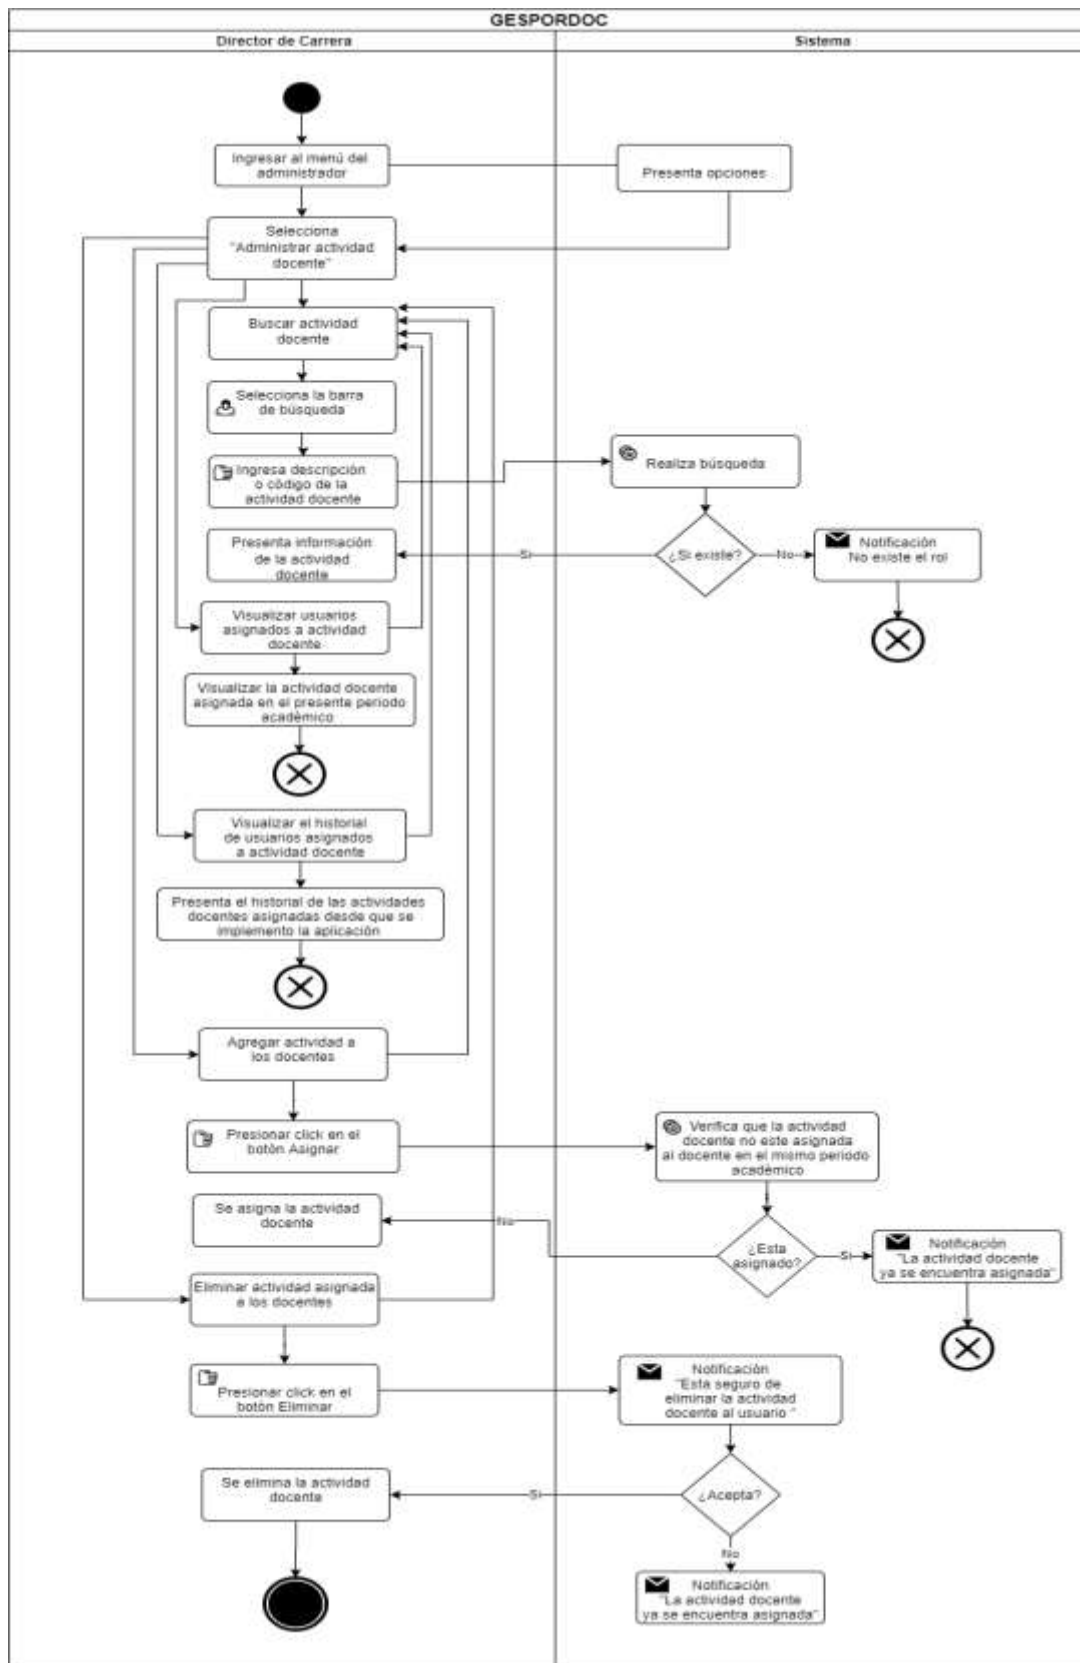 GESPORDOC
Director de Carrera
Sistema
Ingresar al menú del
administrador
Presenta opciones
Selecciona
"Administrar actividad
docente"
Buscar actividad
docente
Selecciona la barra
de búsqueda
Ingresa descripción
o código de la
actividad docente
Realiza búsqueda
Presenta información
de la actividad
docente
Si
¿Si existe?
No
Notificación
No existe el rol
Visualizar usuarios
asignados a actividad
docente
Visualizar la actividad docente
asignada en el presente periodo
académico
Visualizar el historial
de usuarios asignados
a actividad docente
Presenta el historial de las actividades
docentes asignadas desde que se
implemento la aplicación
Agregar actividad a
los docentes
Presionar click en el
botón Asignar
Verifica que la actividad
docente no este asignada
al docente en el mismo periodo
académico
Se asigna la actividad
docente
No
¿Esta
asignado?
Si
Notificación
"La actividad docente
ya se encuentra asignada"
Eliminar actividad asignada
a los docentes
Presionar click en el
botón Eliminar
Notificación
"Esta seguro de
eliminar la actividad
docente al usuario "
Se elimina la actividad
docente
Si
¿Acepta?
No
Notificación
"La actividad docente
ya se encuentra asignada"